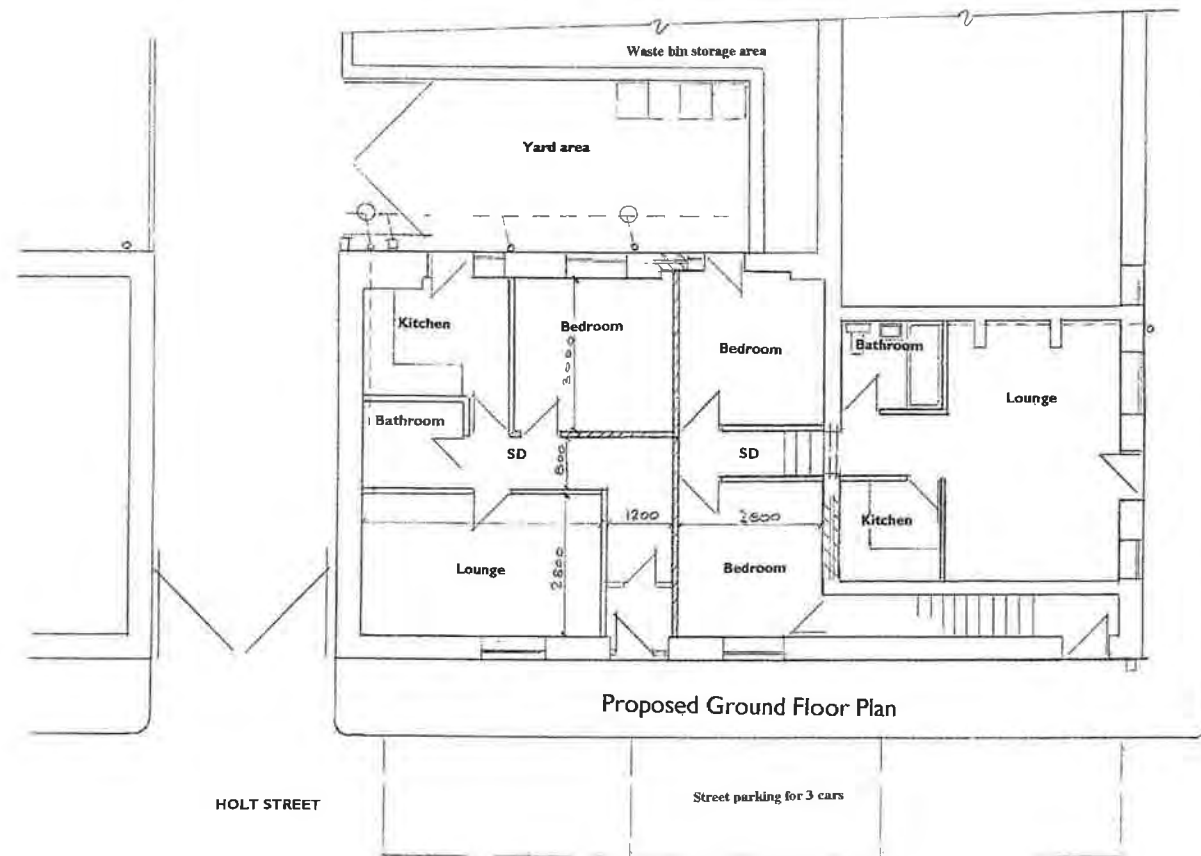 Waste bin storage area
Yard area
Kitchen
Bedroom
3000
Bedroom
Bathroom
Lounge
Bathroom
SD
800
SD
1200
2800
Kitchen
Lounge
2800
Bedroom
Proposed Ground Floor Plan
HOLT STREET
Street parking for 3 cars